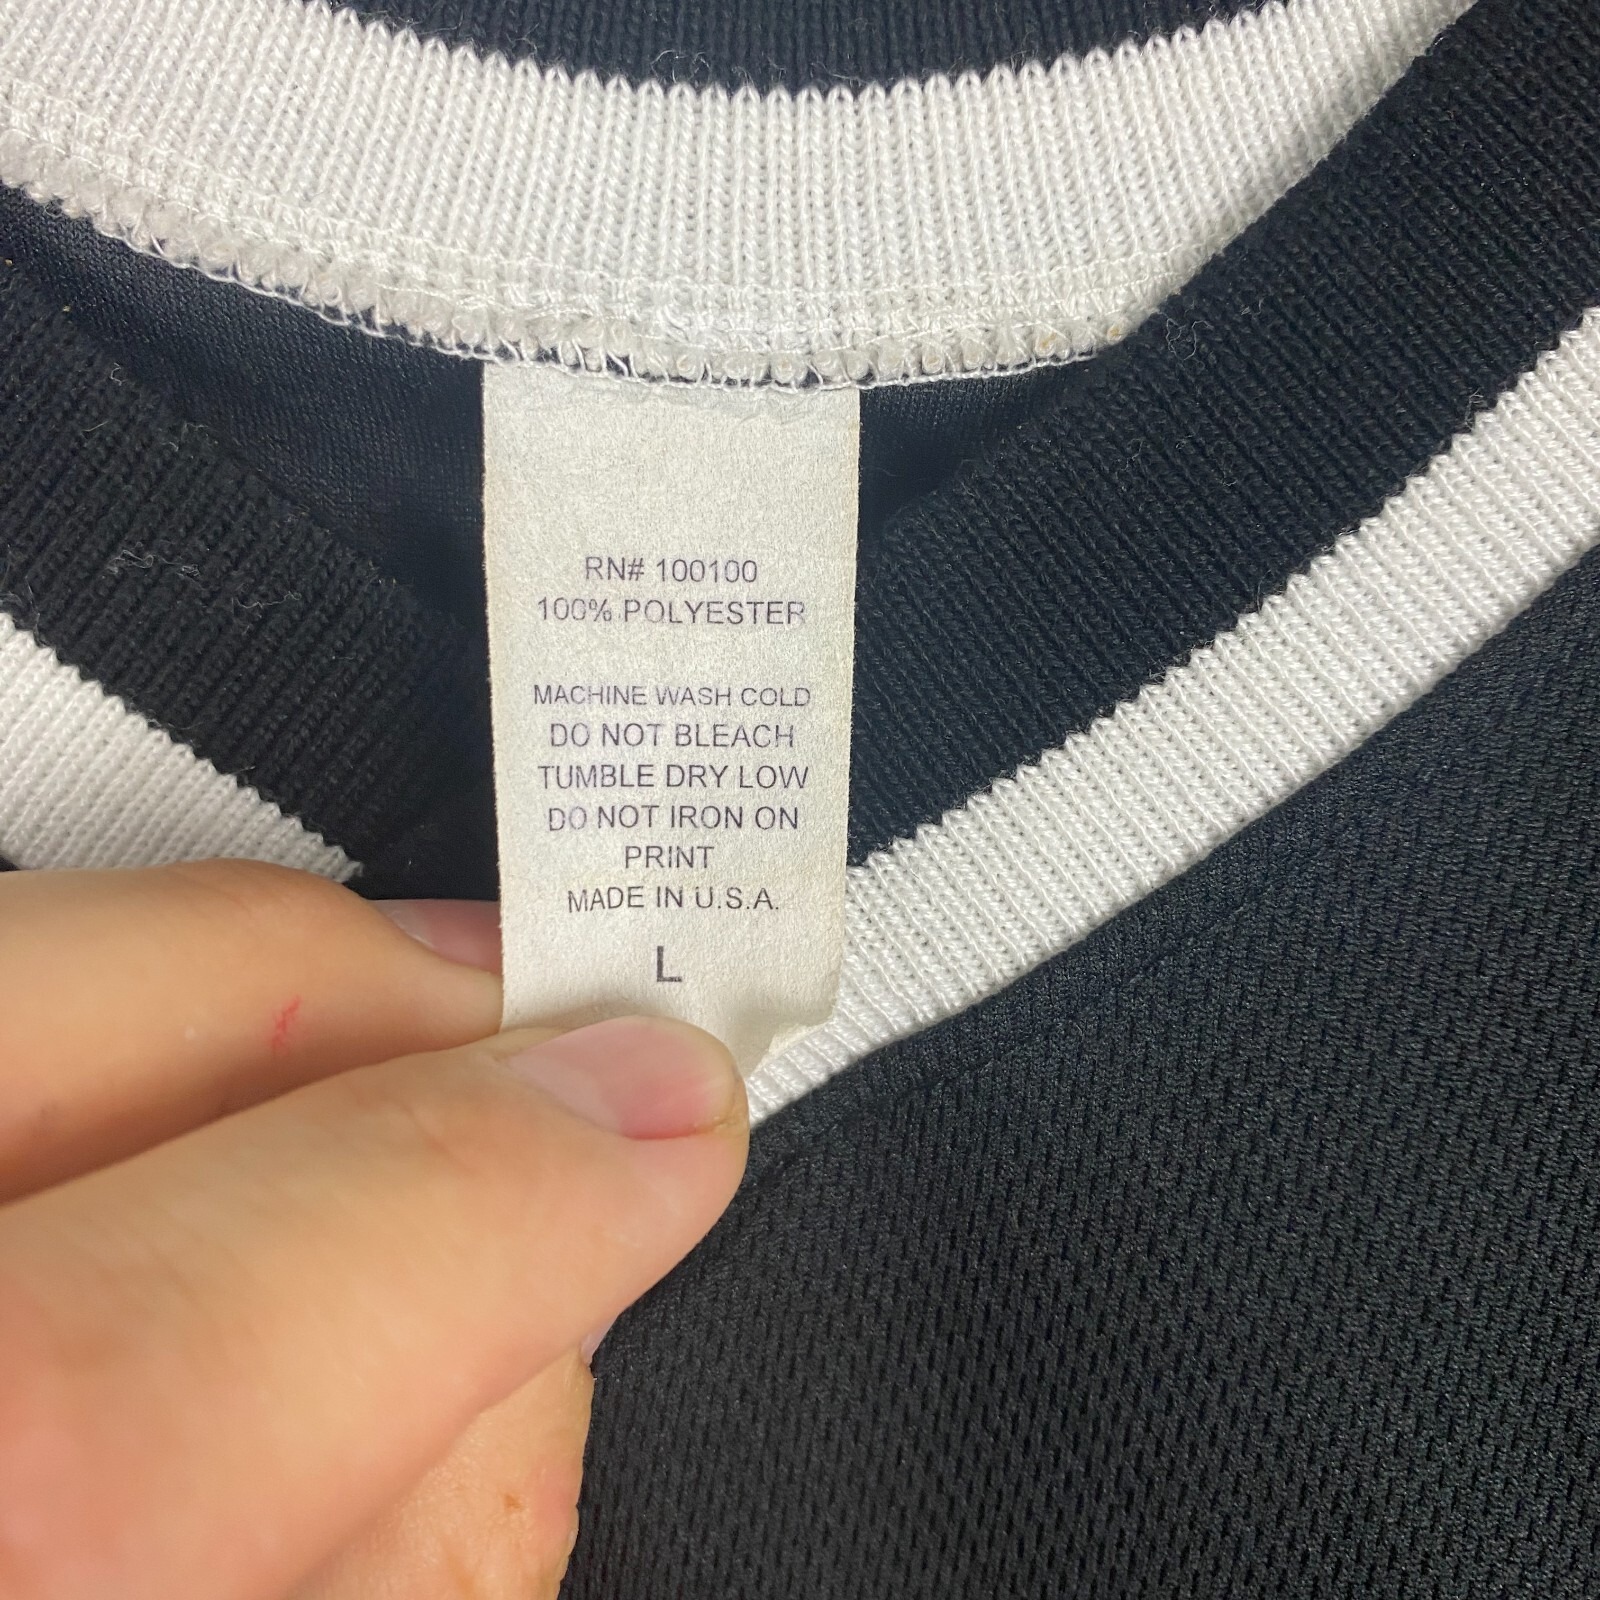 RN# 100100
100% POLYESTER
MACHINE WASH COLD
DO NOT BLEACH
TUMBLE DRY LOW
DO NOT IRON ON
PRINT
MADE IN U.S.A.
L